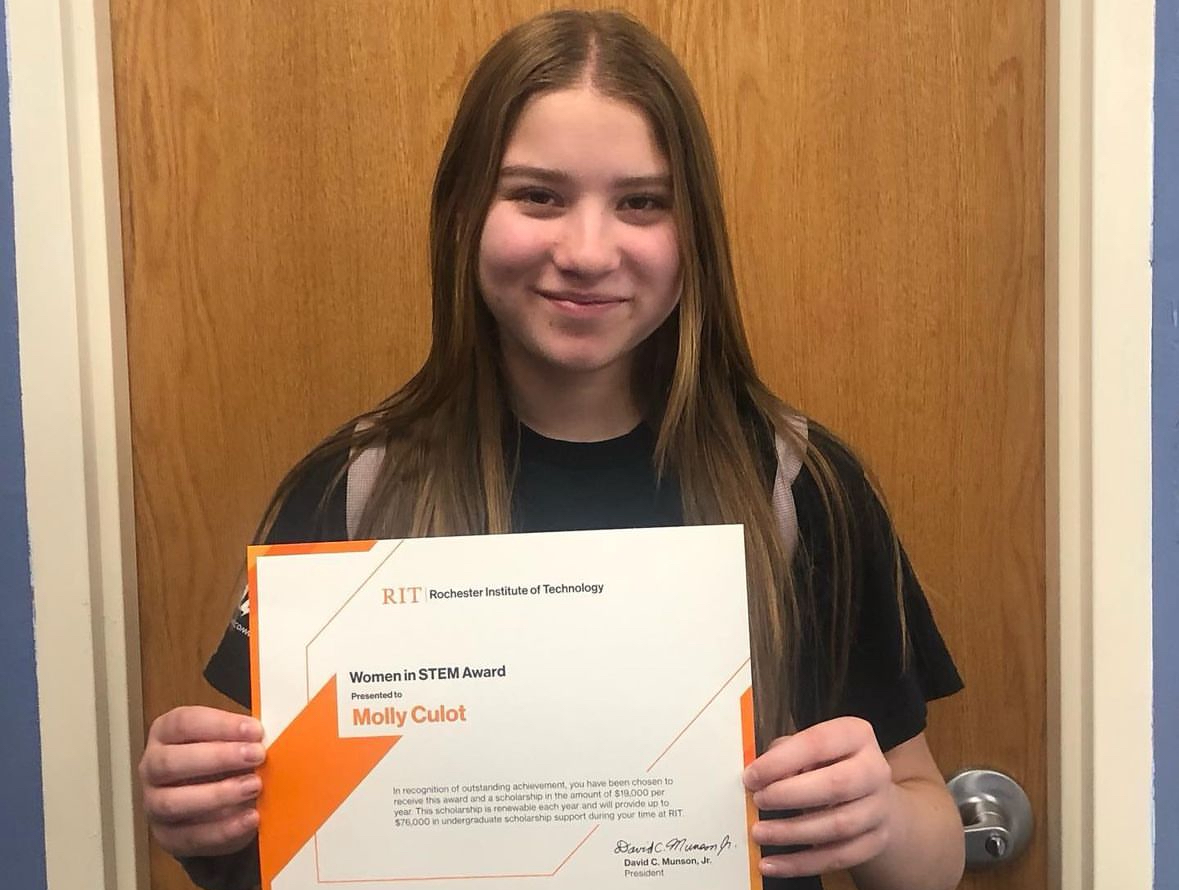 RIT | Rochester Institute of Technology
Women in STEM Award
Presented to
Molly Culot
In recognition of outstanding achievement, you have been chosen to
receive this award and a scholarship in the amount of $19,000 per
year. This scholarship is renewable each year and will provide up to
$76,000 in undergraduate scholarship support during your time at RIT.
David C. Munson Jr.
David C. Munson, Jr.
President